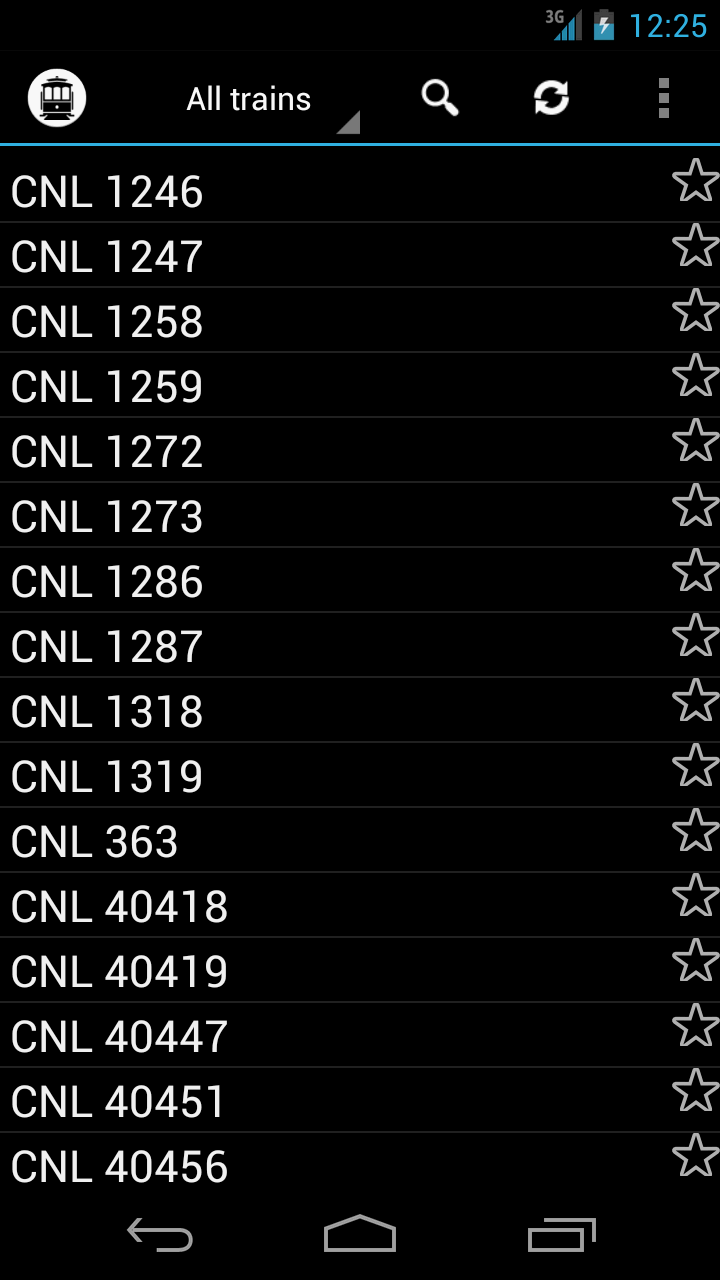 3G 12:25
All trains
CNL 1246
CNL 1247
CNL 1258
CNL 1259
CNL 1272
CNL 1273
CNL 1286
CNL 1287
CNL 1318
CNL 1319
CNL 363
CNL 40418
CNL 40419
CNL 40447
CNL 40451
CNL 40456